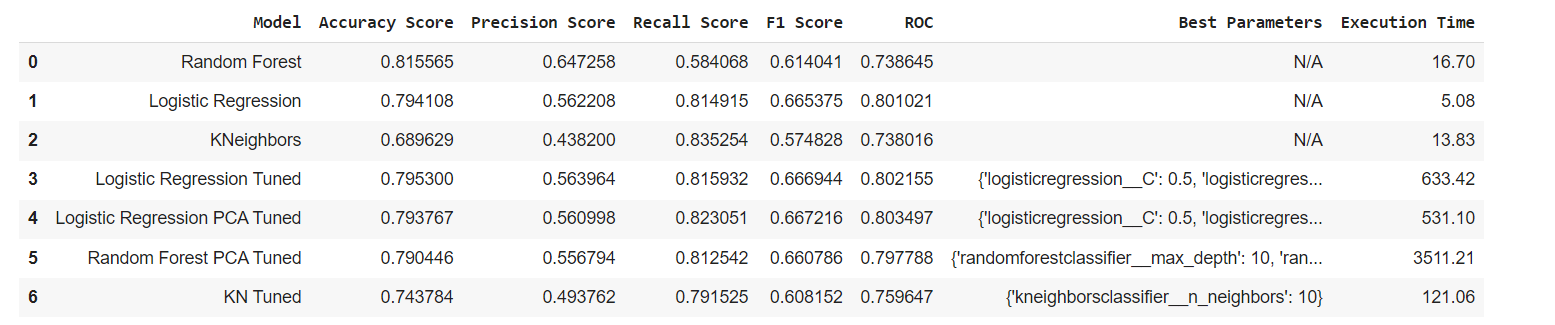 Model Accuracy Score Precision Score Recall Score F1 Score ROC Best Parameters Execution Time
0 Random Forest 0.815565 0.647258 0.584068 0.614041 0.738645 N/A 16.70
1 Logistic Regression 0.794108 0.562208 0.814915 0.665375 0.801021 N/A 5.08
2 KNeighbors 0.689629 0.438200 0.835254 0.574828 0.738016 N/A 13.83
3 Logistic Regression Tuned 0.795300 0.563964 0.815932 0.666944 0.802155 {'logisticregression__C': 0.5, 'logisticregres... 633.42
4 Logistic Regression PCA Tuned 0.793767 0.560998 0.823051 0.667216 0.803497 {'logisticregression__C': 0.5, 'logisticregres... 531.10
5 Random Forest PCA Tuned 0.790446 0.556794 0.812542 0.660786 0.797788 {'randomforestclassifier__max_depth': 10, 'ran... 3511.21
6 KN Tuned 0.743784 0.493762 0.791525 0.608152 0.759647 {'kneighborsclassifier__n_neighbors': 10} 121.06